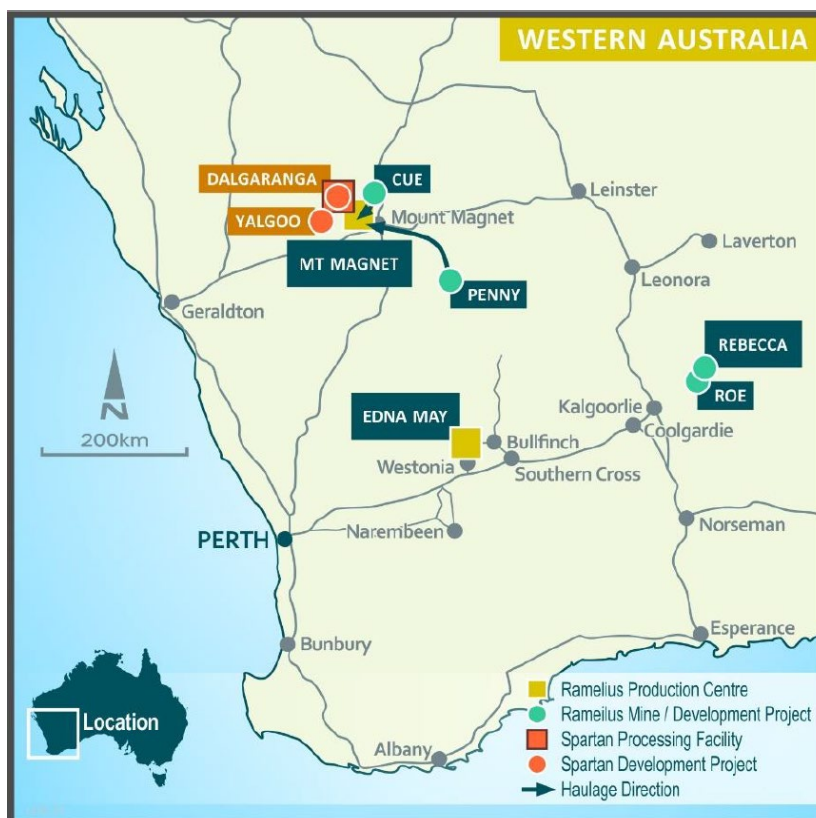 WESTERN AUSTRALIA
DALGARANGA
CUE
YALGOO
Mount Magnet
Leinster
Laverton
MT MAGNET
Leonora
PENNY
Geraldton
REBECCA
ROE
N
200km
EDNA MAY
Kalgoorlie
Coolgardie
Bullfinch
Westonia
Southern Cross
PERTH
Narembeen
Norseman
Bunbury
Esperance
Albany
Location
Ramelius Production Centre
Rameilus Mine / Development Project
Spartan Processing Facility
Spartan Development Project
Haulage Direction